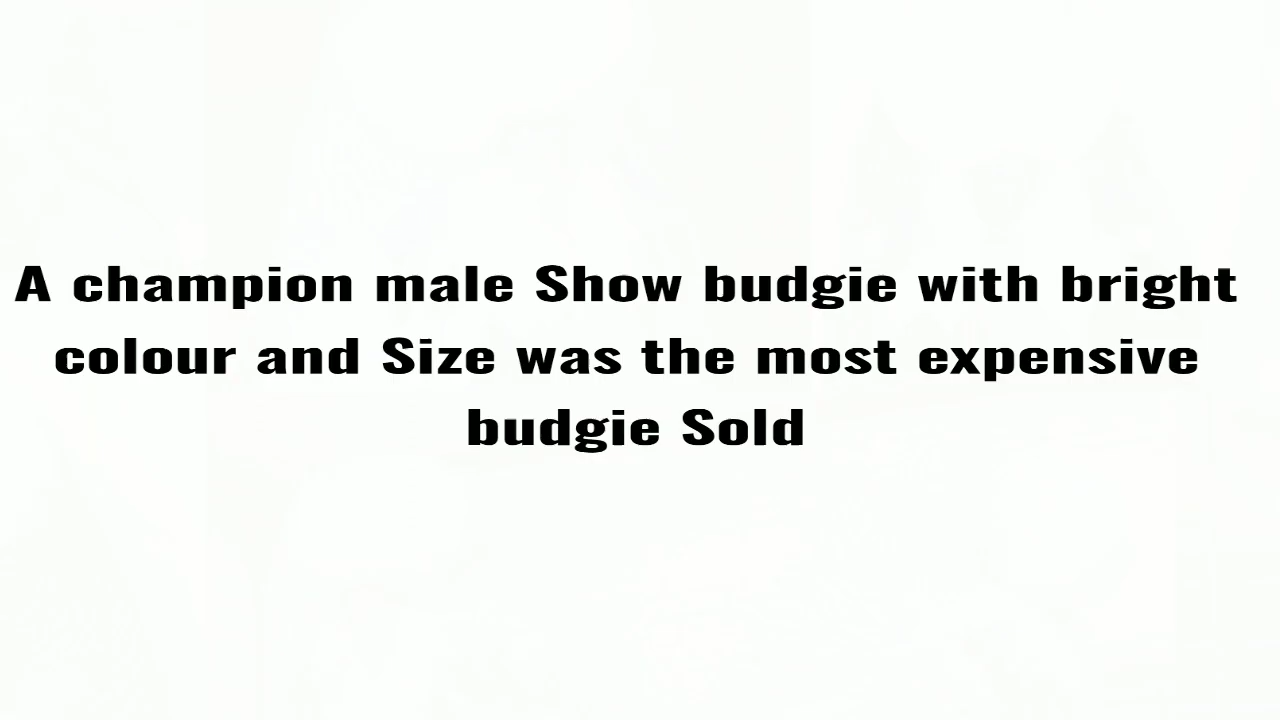 A champion male Show budgie with bright
colour and Size was the most expensive
budgie Sold